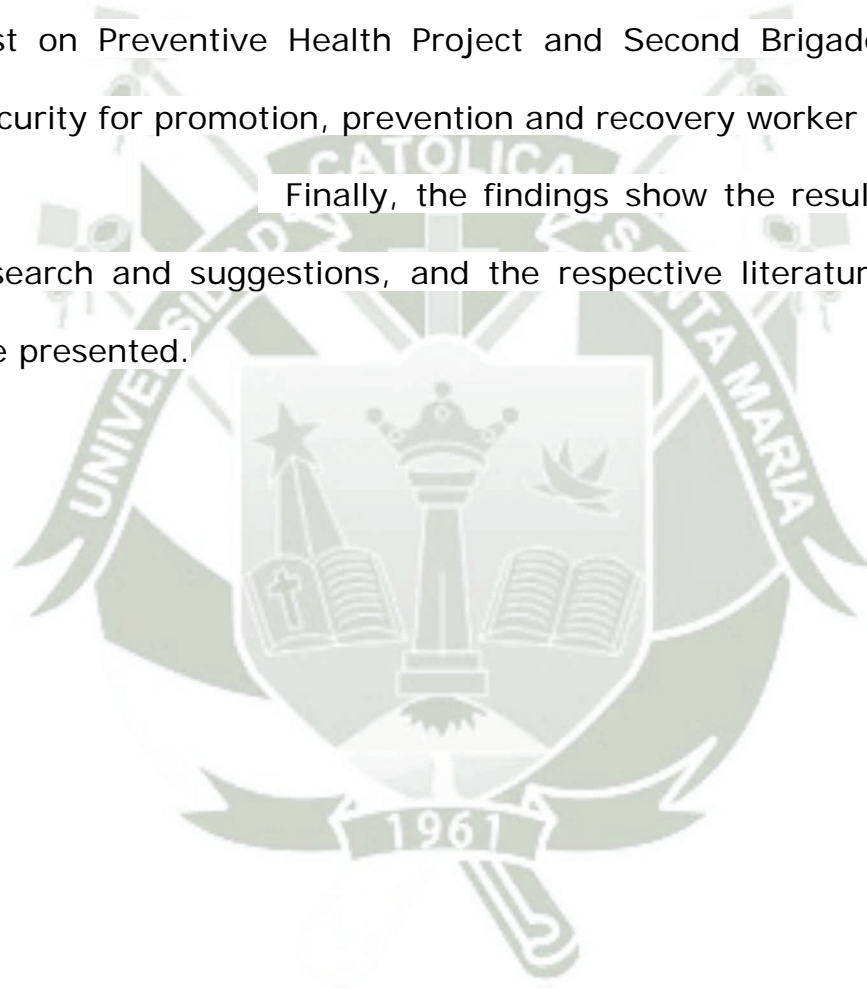 st on Preventive Health Project and Second Brigade
curity for promotion, prevention and recovery worker
Finally, the findings show the resul
search and suggestions, and the respective literatur
e presented.
UNIVERSIDAD CATOLICA SANTA MARIA
1961